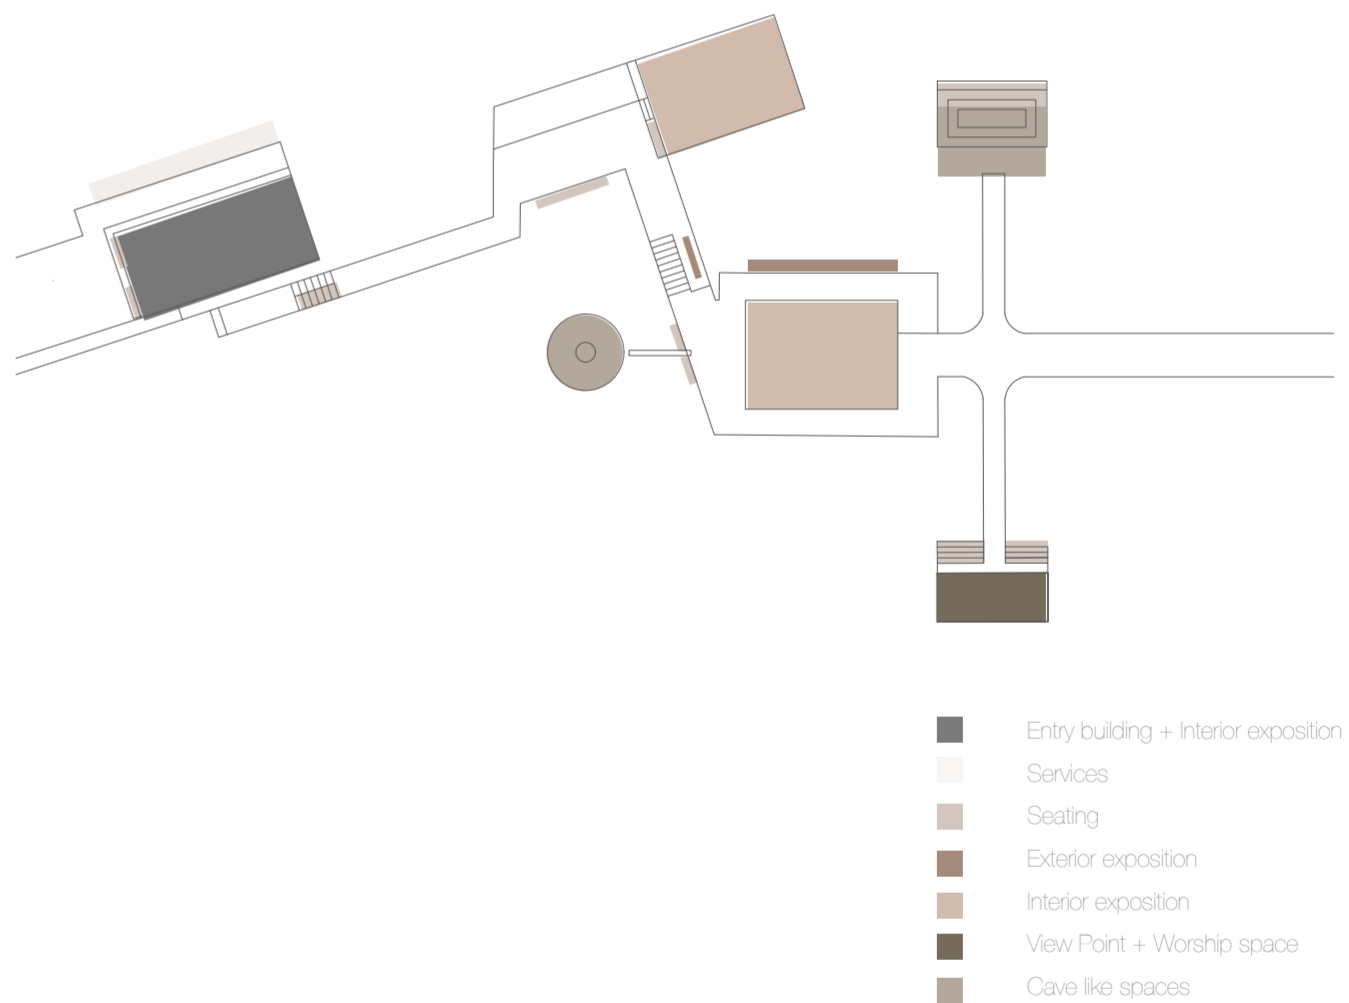 Entry building + Interior exposition
Services
Seating
Exterior exposition
Interior exposition
View Point + Worship space
Cave like spaces